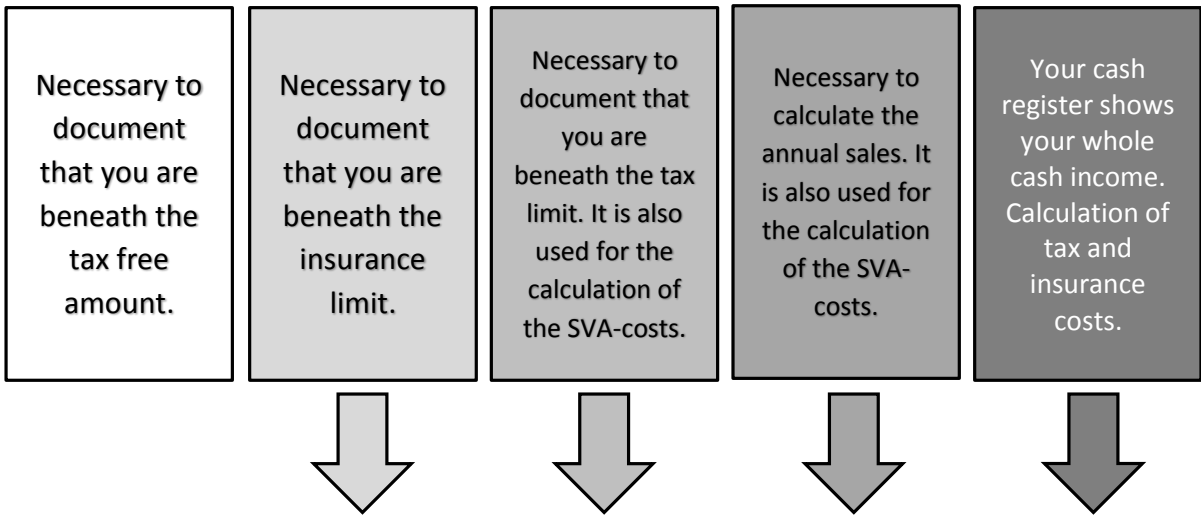 Necessary to
document
that you are
beneath the
tax free
amount.
Necessary to
document
that you are
beneath the
insurance
limit.
Necessary to
document that
you are
beneath the tax
limit. It is also
used for the
calculation of
the SVA-costs.
Necessary to
calculate the
annual sales. It
is also used for
the calculation
of the SVA-
costs.
Your cash
register shows
your whole
cash income.
Calculation of
tax and
insurance
costs.